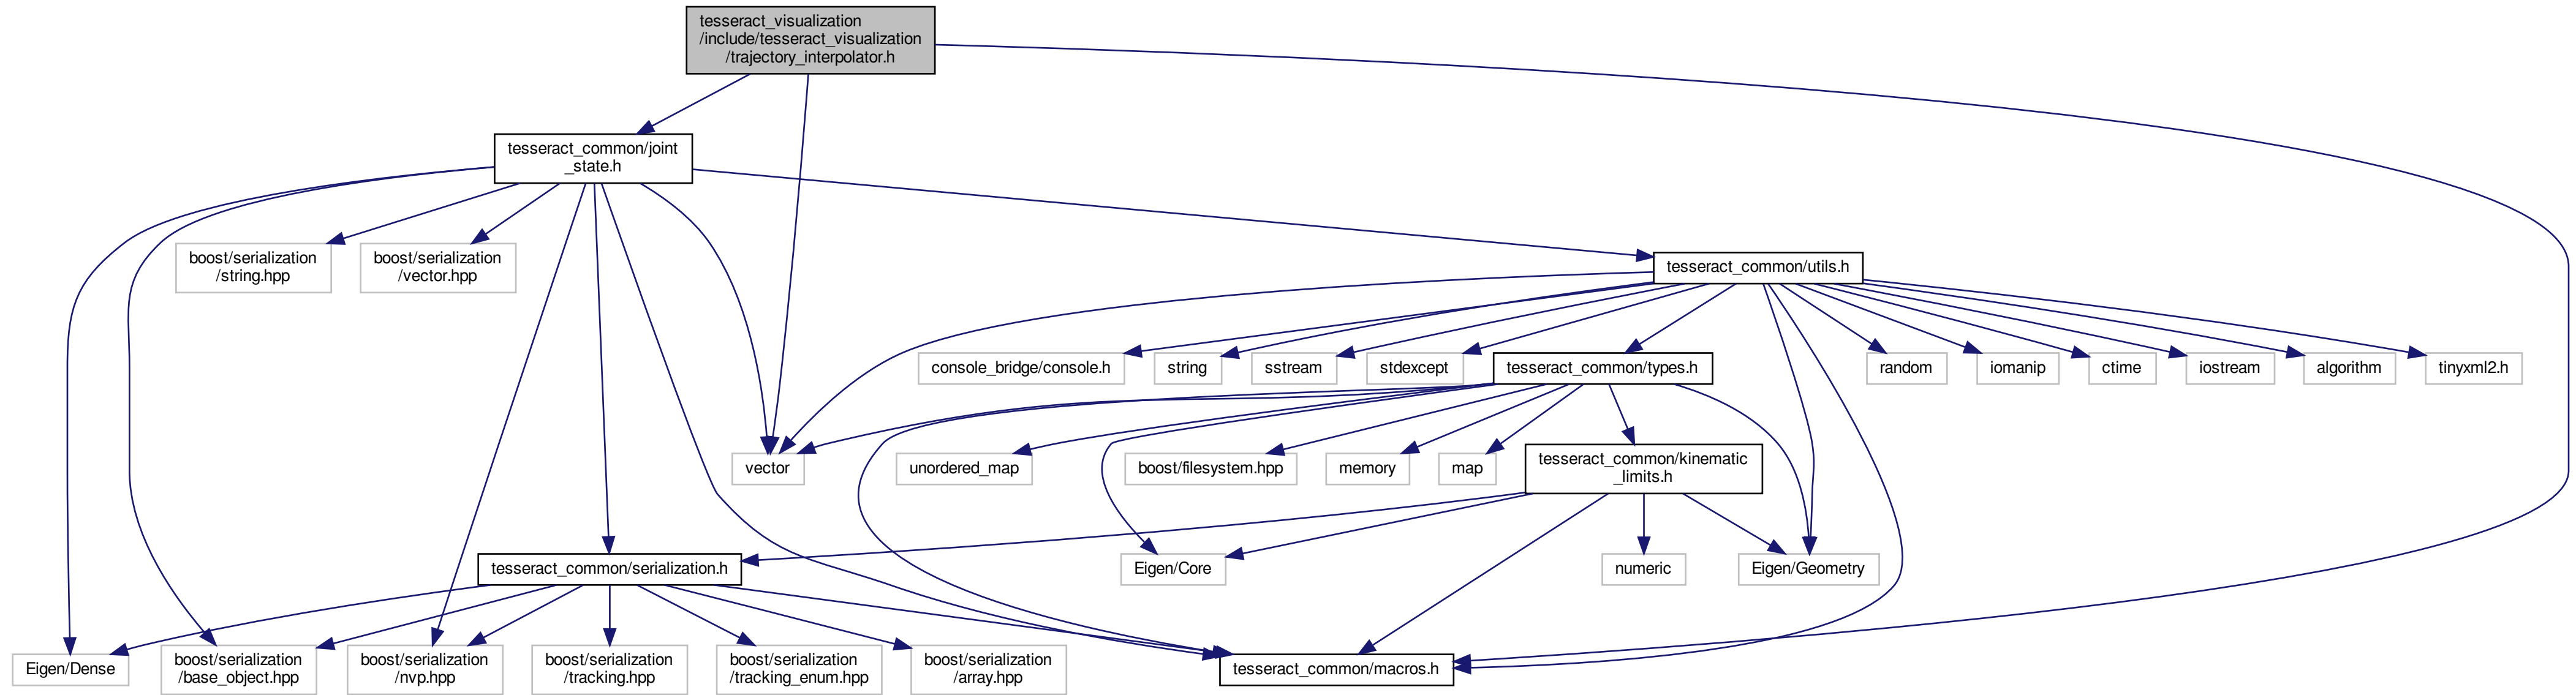 tesseract_visualization
/include/tesseract_visualization
/trajectory_interpolator.h
tesseract_common/joint
_state.h
boost/serialization
/string.hpp
boost/serialization
/vector.hpp
tesseract_common/utils.h
console_bridge/console.h
string
sstream
stdexcept
tesseract_common/types.h
random
iomanip
ctime
iostream
algorithm
tinyxml2.h
vector
unordered_map
boost/filesystem.hpp
memory
map
tesseract_common/kinematic
_limits.h
tesseract_common/serialization.h
Eigen/Core
numeric
Eigen/Geometry
Eigen/Dense
boost/serialization
/base_object.hpp
boost/serialization
/nvp.hpp
boost/serialization
/tracking.hpp
boost/serialization
/tracking_enum.hpp
boost/serialization
/array.hpp
tesseract_common/macros.h